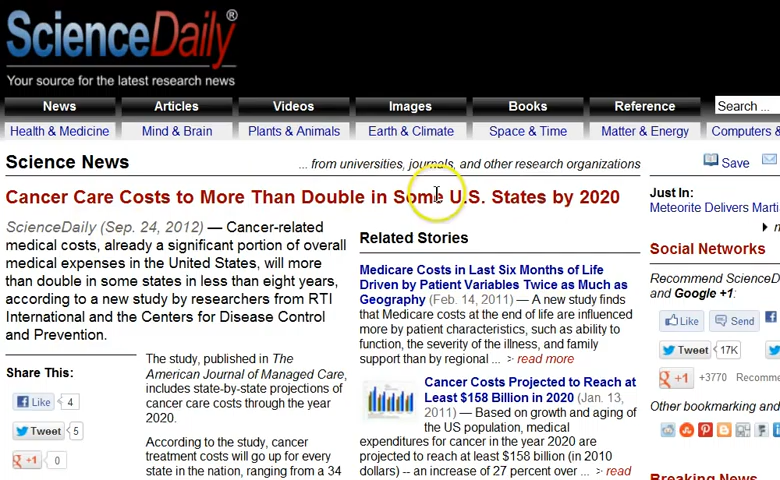 ScienceDaily®
Your source for the latest research news
News Articles Videos Images Books Reference Search ...
Health & Medicine Mind & Brain Plants & Animals Earth & Climate Space & Time Matter & Energy Computers &
Science News
... from universities, journals, and other research organizations
Save
Cancer Care Costs to More Than Double in Some U.S. States by 2020
ScienceDaily (Sep. 24, 2012) — Cancer-related
medical costs, already a significant portion of overall
medical expenses in the United States, will more
than double in some states in less than eight years,
according to a new study by researchers from RTI
International and the Centers for Disease Control
and Prevention.
Share This:
Like 4
Tweet 5
+1 0
The study, published in The
American Journal of Managed Care,
includes state-by-state projections of
cancer care costs through the year
2020.
According to the study, cancer
treatment costs will go up for every
state in the nation, ranging from a 34
Related Stories
Medicare Costs in Last Six Months of Life
Driven by Patient Variables Twice as Much as
Geography (Feb. 14, 2011) — A new study finds
that Medicare costs at the end of life are influenced
more by patient characteristics, such as ability to
function, the severity of the illness, and family
support than by regional ... > read more
Cancer Costs Projected to Reach at
Least $158 Billion in 2020 (Jan. 13,
2011) — Based on growth and aging of
the US population, medical
expenditures for cancer in the year 2020 are
projected to reach at least $158 billion (in 2010
dollars) -- an increase of 27 percent over ... > read
Just In:
Meteorite Delivers Marti
Social Networks
Recommend ScienceD
and Google +1:
Like Send
Tweet 17K
+1 +3770 Recomme
Other bookmarking and
Breaking News